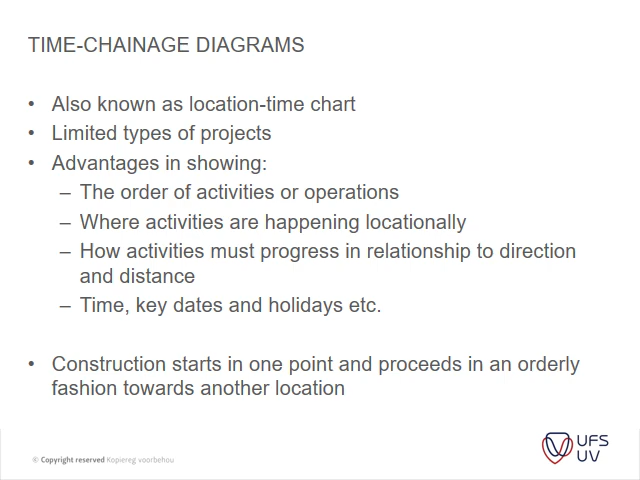 TIME-CHAINAGE DIAGRAMS
• Also known as location-time chart
• Limited types of projects
• Advantages in showing:
– The order of activities or operations
– Where activities are happening locationally
– How activities must progress in relationship to direction
and distance
– Time, key dates and holidays etc.
• Construction starts in one point and proceeds in an orderly
fashion towards another location
© Copyright reserved Kopiereg voorbehou
UFS
UV